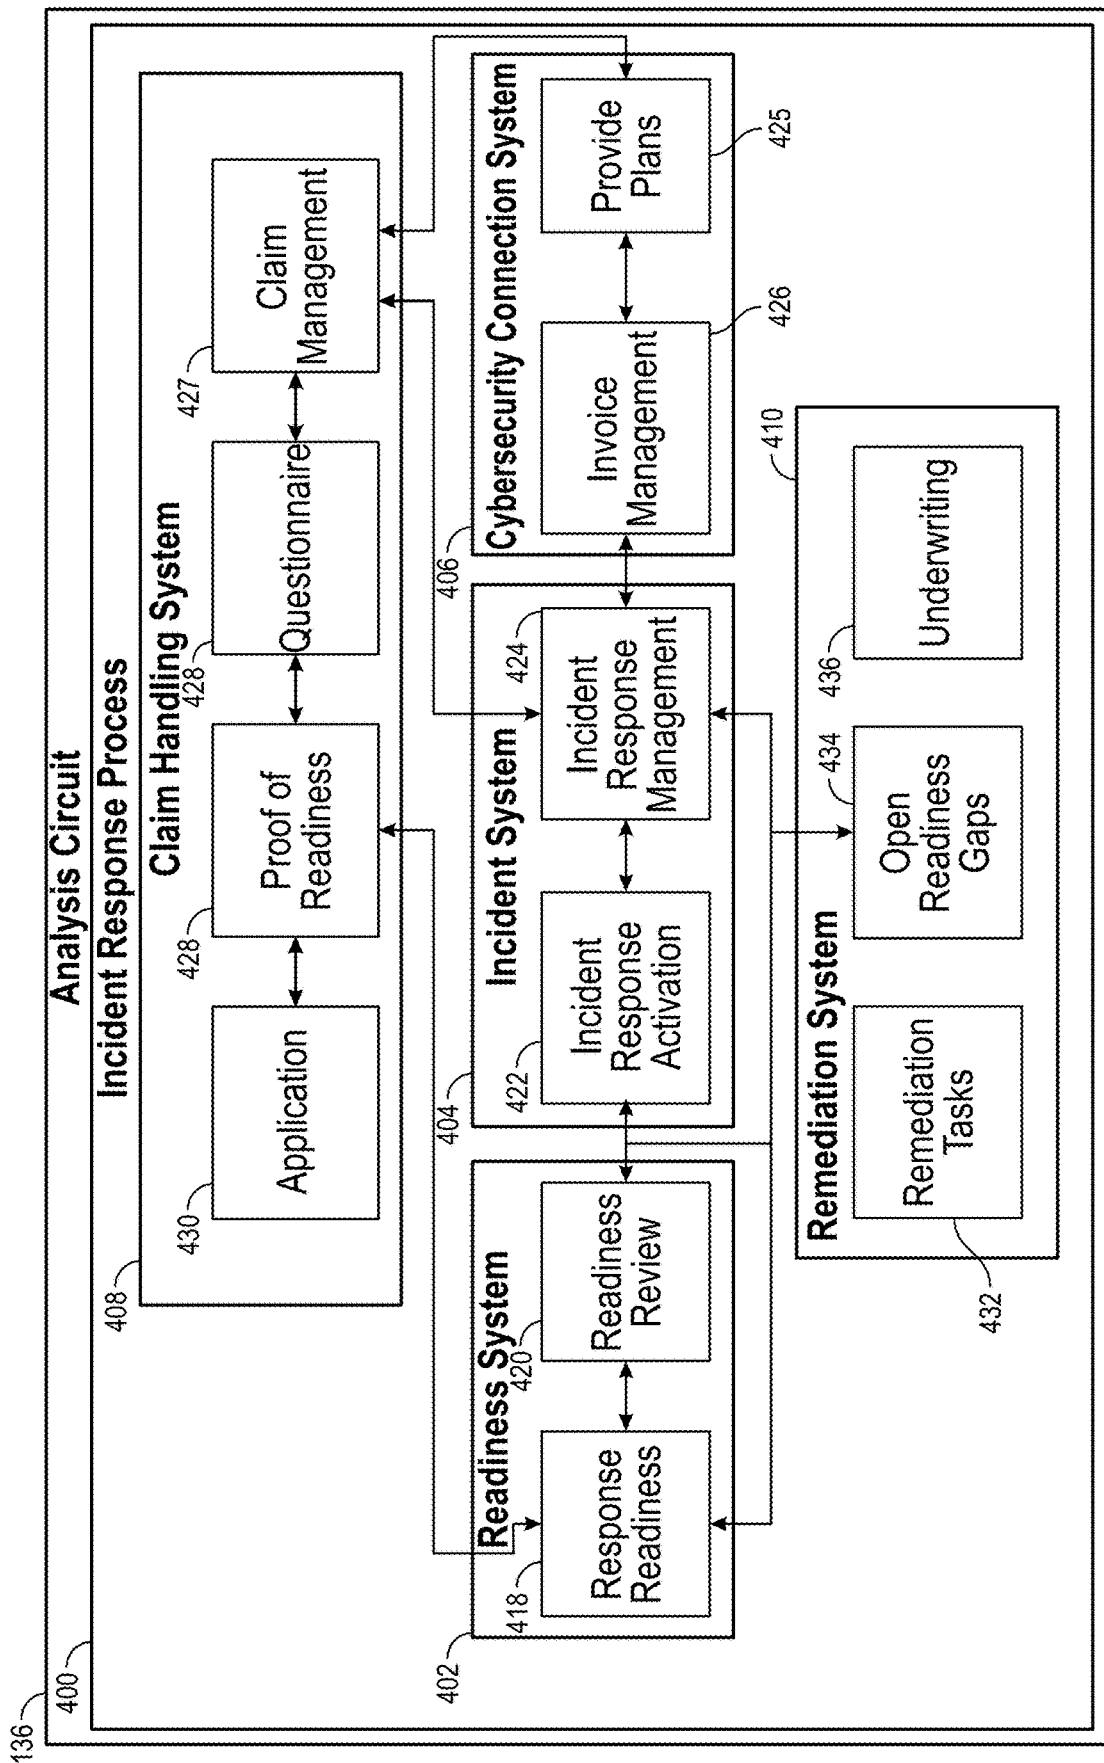 136
Analysis Circuit
400
Incident Response Process
408
Claim Handling System
430
Application
428
Proof of
Readiness
428
Questionnaire
427
Claim
Management
402
Readiness System
418
Response
Readiness
420
Readiness
Review
404
Incident System
422
Incident
Response
Activation
424
Incident
Response
Management
406
Cybersecurity Connection System
Invoice
Management
426
Provide
Plans
425
410
Remediation System
Remediation
Tasks
432
434
Open
Readiness
Gaps
436
Underwriting